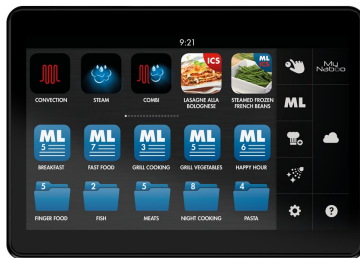 9:21
ICS
ML
ICS
CONVECTION
STEAM
COMBI
LASAGNE ALLA
BOLOGNESE
STEAMED FROZEN
FRENCH BEANS
My
Naboo
ML
ML
5
ML
7
ML
3
ML
5
ML
6
BREAKFAST
FAST FOOD
GRILL COOKING
GRILL VEGETABLES
HAPPY HOUR
5
2
5
8
4
FINGER FOOD
FISH
MEATS
NIGHT COOKING
PASTA
?